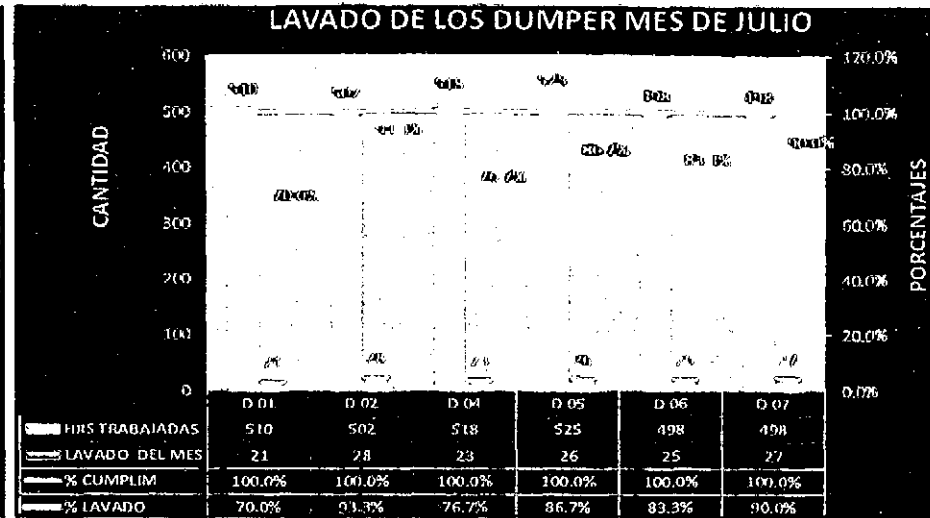 LAVADO DE LOS DUMPER MES DE JULIO
CANTIDAD
600
500
400
300
200
100
0
120.0%
100.0%
80.0%
60.0%
40.0%
20.0%
0.0%
PORCENTAJES
D 01 D 02 D 04 D 05 D 06 D 07
HRS TRABAJADAS 510 502 518 525 498 498
LAVADO DEL MES 21 28 23 26 25 27
% CUMPLIM 100.0% 100.0% 100.0% 100.0% 100.0% 100.0%
% LAVADO 70.0% 93.3% 76.7% 86.7% 83.3% 90.0%